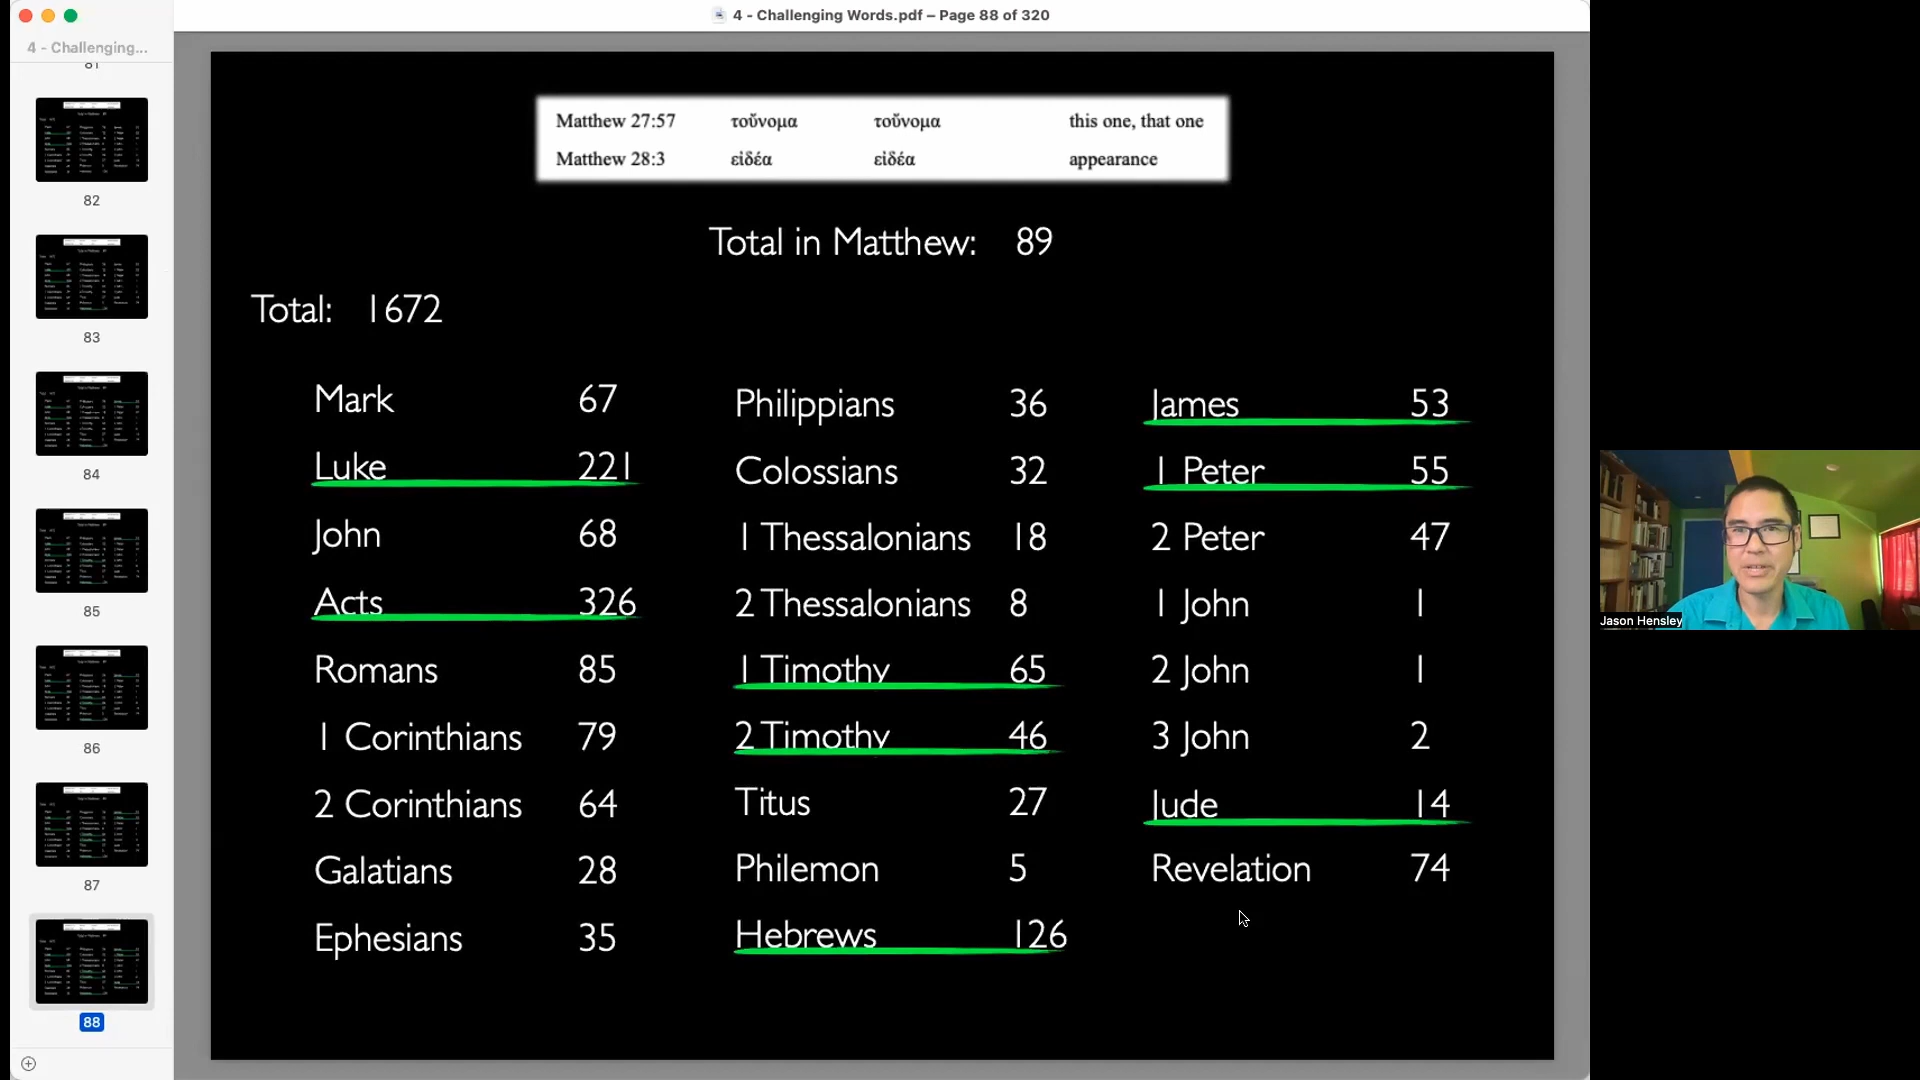 4 - Challenging Words.pdf – Page 88 of 320
4 - Challenging...
81
82
83
84
85
86
87
88
Matthew 27:57 τοὔνομα τοὔνομα this one, that one
Matthew 28:3 εἰδέα εἰδέα appearance
Total in Matthew: 89
Total: 1672
Mark 67
Luke 221
John 68
Acts 326
Romans 85
1 Corinthians 79
2 Corinthians 64
Galatians 28
Ephesians 35
Philippians 36
Colossians 32
1 Thessalonians 18
2 Thessalonians 8
1 Timothy 65
2 Timothy 46
Titus 27
Philemon 5
Hebrews 126
James 53
1 Peter 55
2 Peter 47
1 John 1
2 John 1
3 John 2
Jude 14
Revelation 74
Jason Hensley